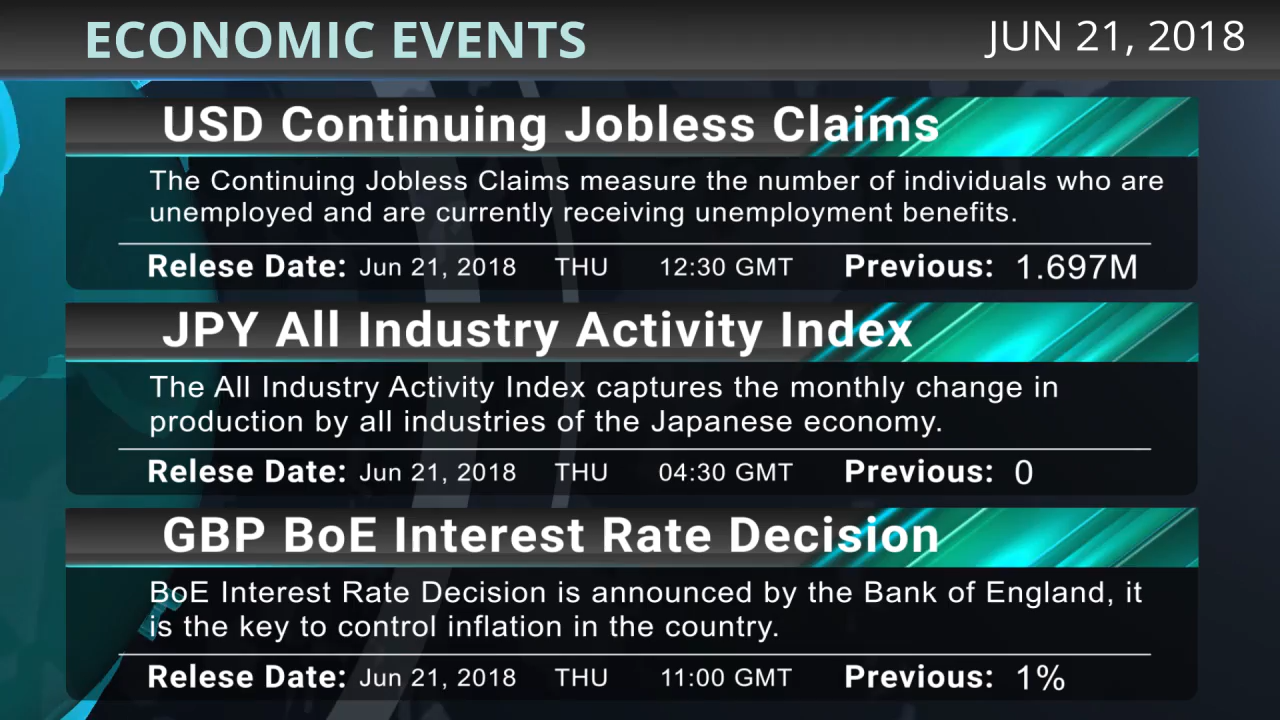 ECONOMIC EVENTS JUN 21, 2018
USD Continuing Jobless Claims
The Continuing Jobless Claims measure the number of individuals who are
unemployed and are currently receiving unemployment benefits.
Relese Date: Jun 21, 2018 THU 12:30 GMT Previous: 1.697M
JPY All Industry Activity Index
The All Industry Activity Index captures the monthly change in
production by all industries of the Japanese economy.
Relese Date: Jun 21, 2018 THU 04:30 GMT Previous: 0
GBP BoE Interest Rate Decision
BoE Interest Rate Decision is announced by the Bank of England, it
is the key to control inflation in the country.
Relese Date: Jun 21, 2018 THU 11:00 GMT Previous: 1%